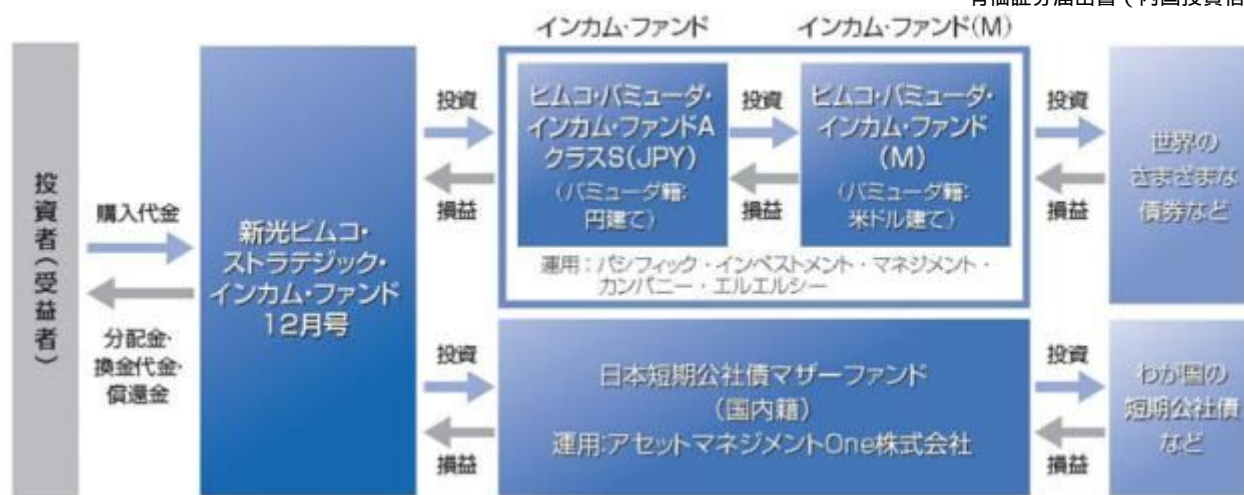 インカム・ファンド
インカム・ファンド(M)
投資者(受益者)
購入代金
分配金・
換金代金・
償還金
新光ピムコ・
ストラテジック・
インカム・ファンド
12月号
投資
損益
ピムコ・バミューダ・
インカム・ファンドA
クラスS(JPY)
(バミューダ籍:
円建て)
投資
損益
ピムコ・バミューダ・
インカム・ファンド
(M)
(バミューダ籍:
米ドル建て)
運用:パシフィック・インベストメント・マネジメント・
カンパニー・エルエルシー
投資
損益
世界の
さまざまな
債券など
投資
損益
日本短期公社債マザーファンド
(国内籍)
運用:アセットマネジメントOne株式会社
投資
損益
わが国の
短期公社債
など